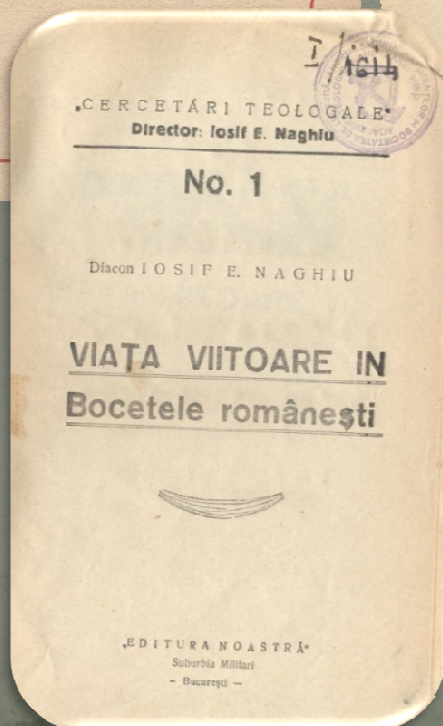 I 1614
„CERCETĂRI TEOLOGALE"
Director: Iosif E. Naghiu
No. 1
Diacon IOSIF E. NAGHIU
VIAȚA VIITOARE IN
Bocetele românești
„EDITURA NOASTRĂ"
Suburbia Militari
– București –